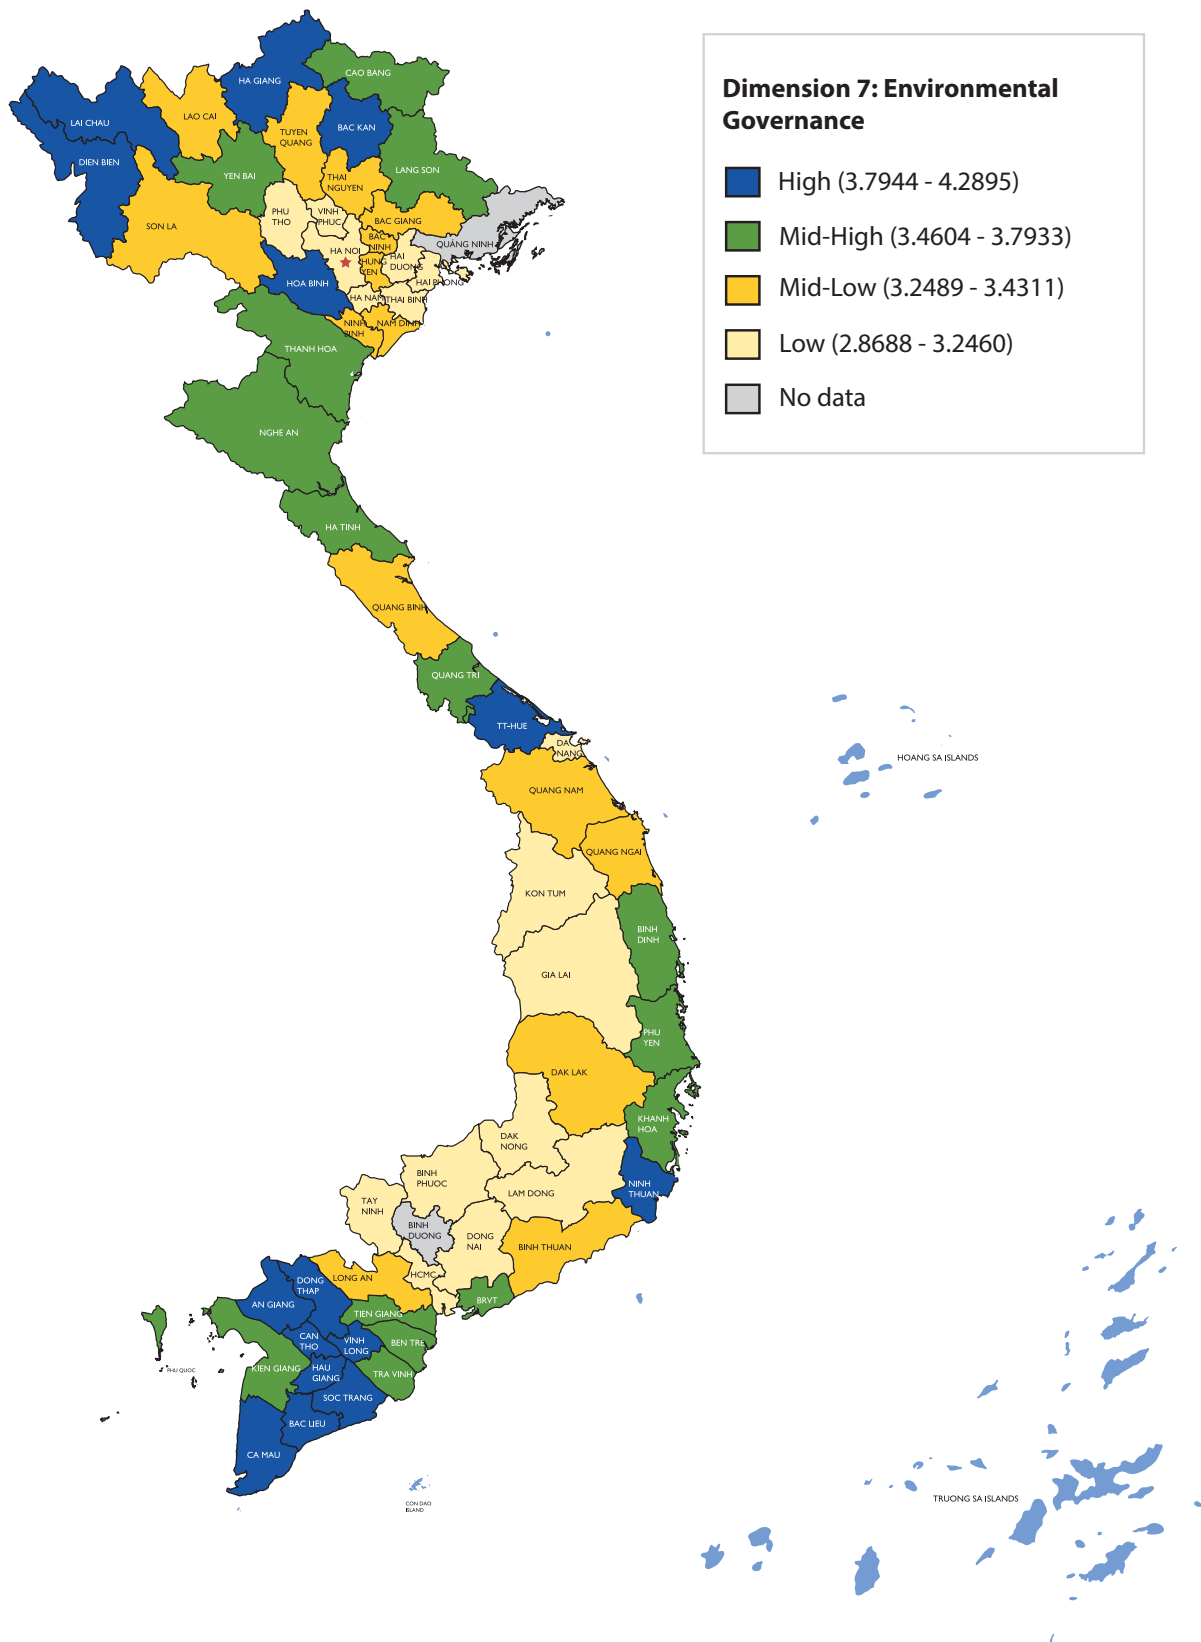 Dimension 7: Environmental
Governance
High (3.7944 - 4.2895)
Mid-High (3.4604 - 3.7933)
Mid-Low (3.2489 - 3.4311)
Low (2.8688 - 3.2460)
No data
HA GIANG
CAO BANG
LAI CHAU
LAO CAI
BAC KAN
TUYEN
QUANG
DIEN BIEN
YEN BAI
LANG SON
THAI
NGUYEN
SON LA
PHU
THO
VINH
PHUC
BAC GIANG
BAC
NINH
QUANG NINH
HA NOI
HUNG
YEN
HAI
DUONG
HOA BINH
HAI PHONG
HA NAM
THAI BINH
NINH
BINH
NAM DINH
THANH HOA
NGHE AN
HA TINH
QUANG BINH
QUANG TRI
TT-HUE
DA
NANG
HOANG SA ISLANDS
QUANG NAM
QUANG NGAI
KON TUM
BINH
DINH
GIA LAI
PHU
YEN
DAK LAK
KHANH
HOA
DAK
NONG
BINH
PHUOC
LAM DONG
NINH
THUAN
TAY
NINH
BINH
DUONG
DONG
NAI
BINH THUAN
HCMC
LONG AN
DONG
THAP
AN GIANG
BRVT
TIEN GIANG
CAN
THO
VINH
LONG
BEN TRE
PHU QUOC
KIEN GIANG
HAU
GIANG
TRA VINH
SOC TRANG
BAC LIEU
CA MAU
CON DAO
ISLAND
TRUONG SA ISLANDS